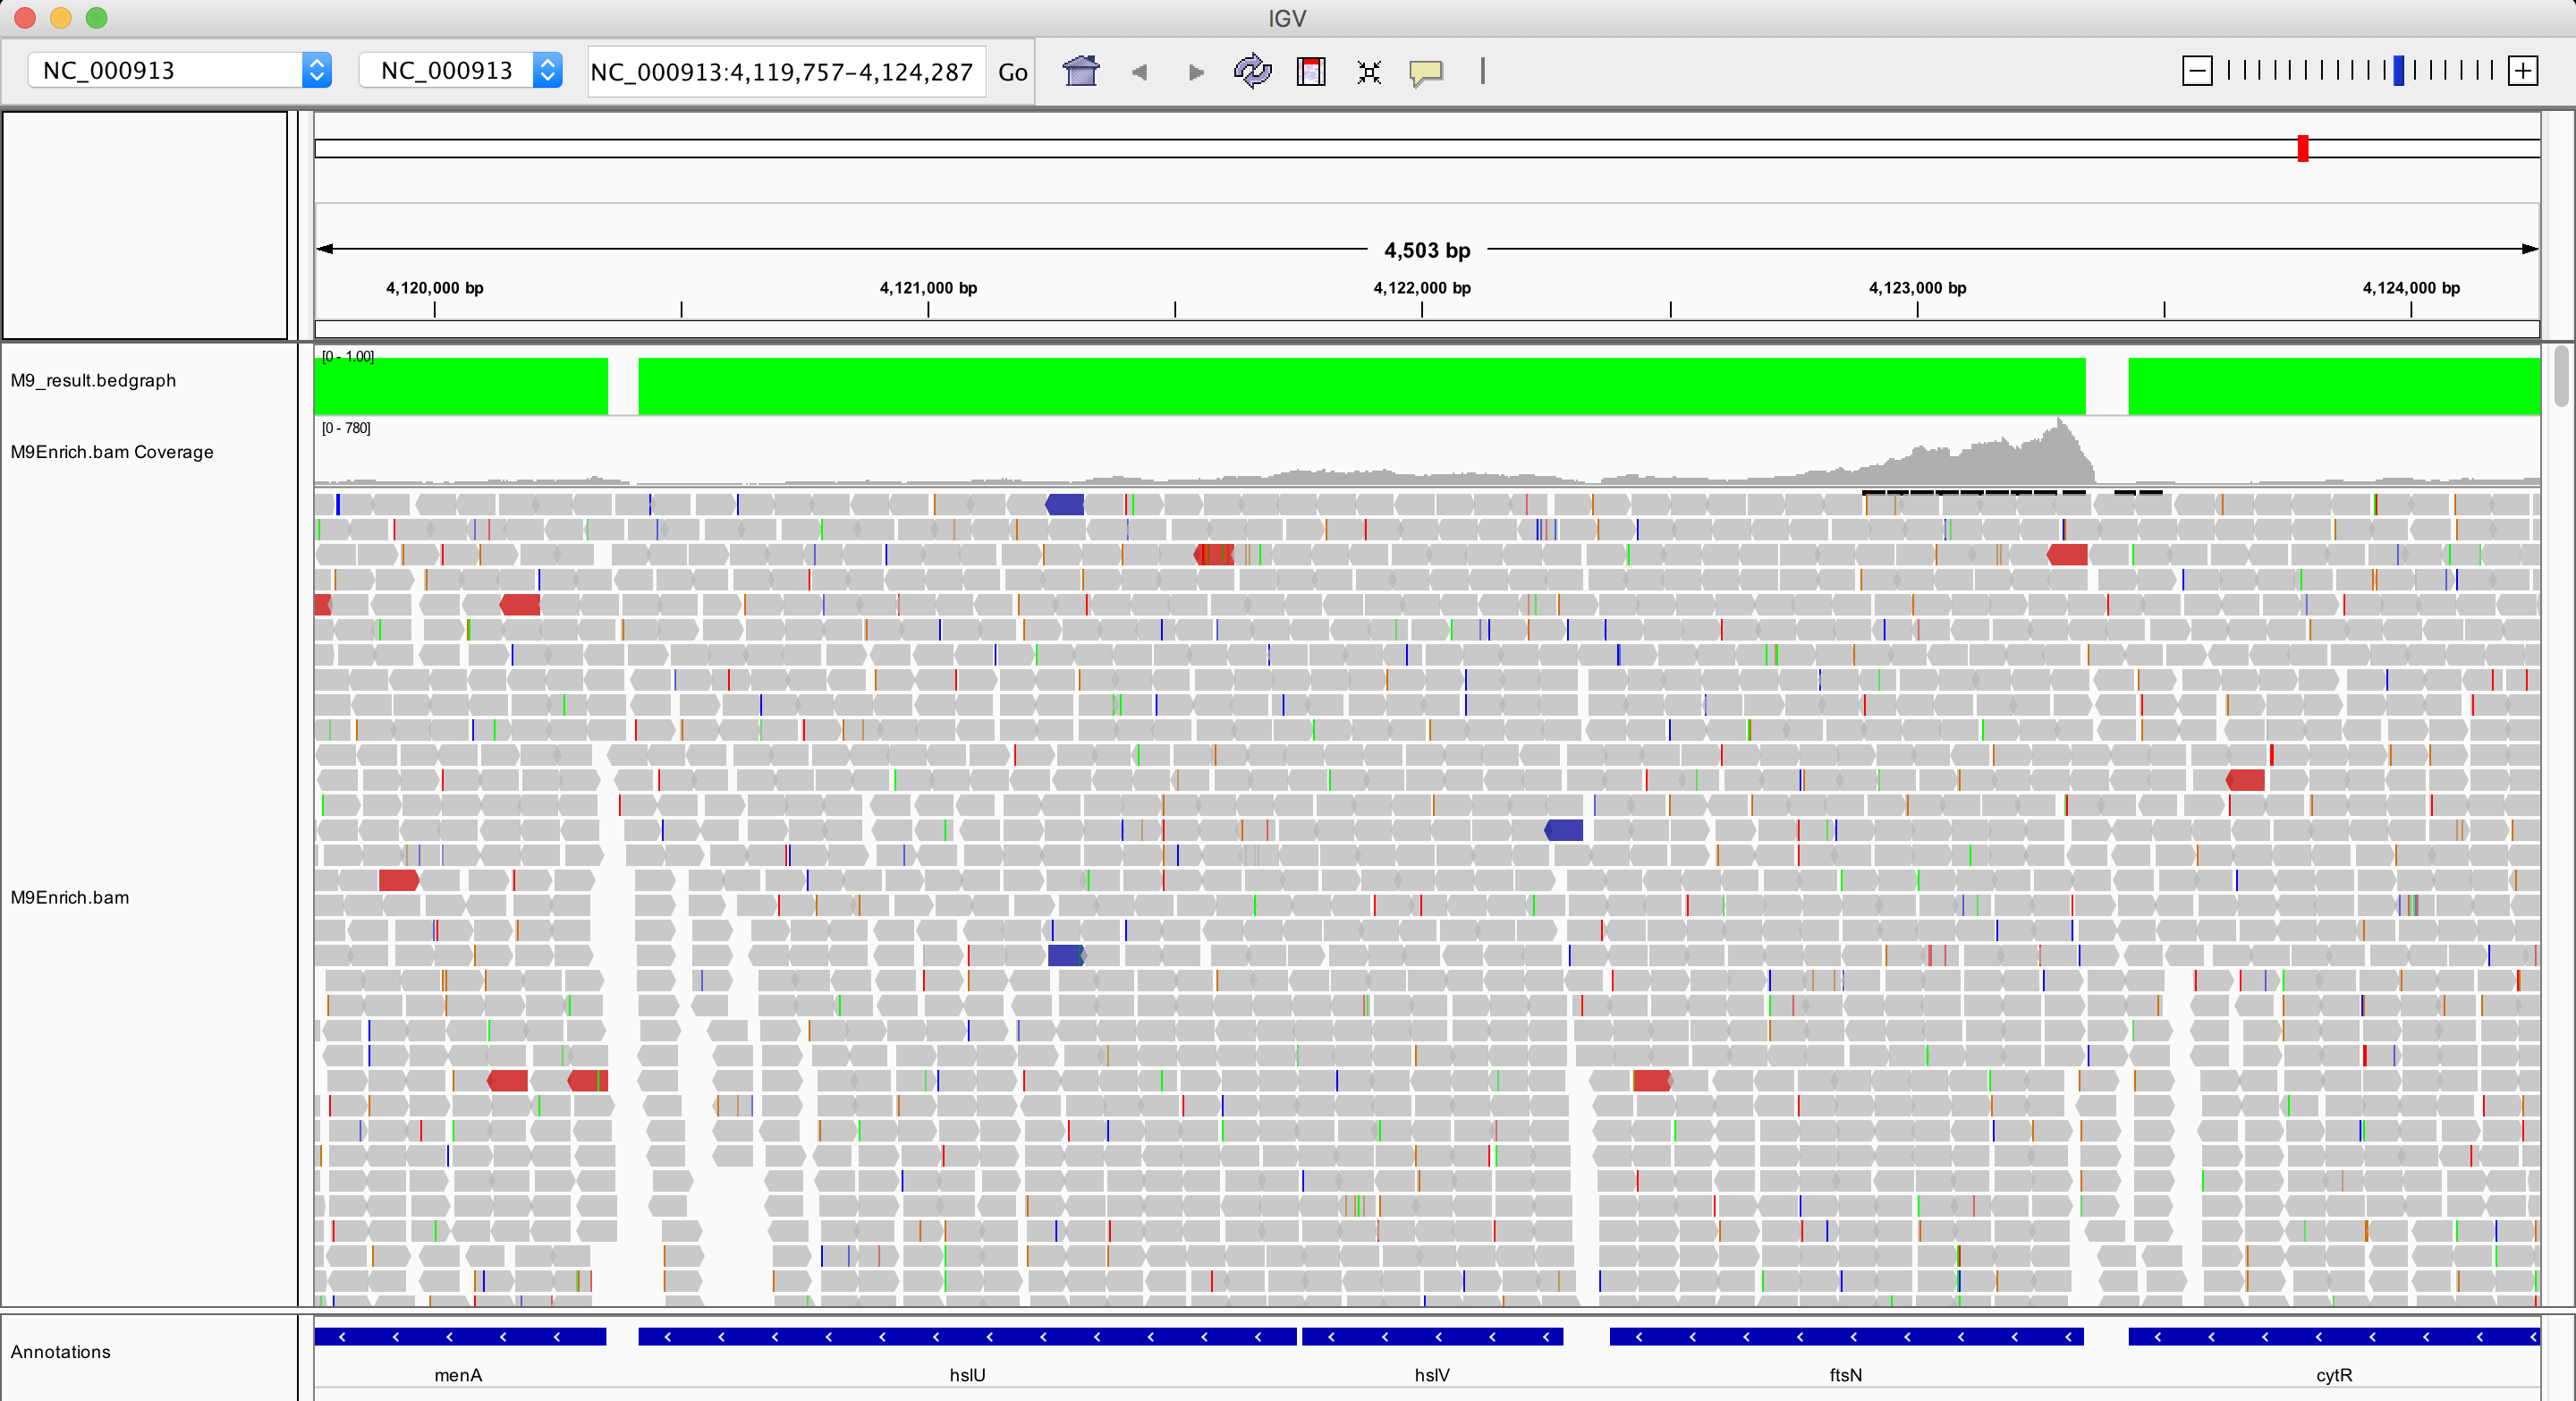 IGV
NC_000913 NC_000913 NC_000913:4,119,757-4,124,287 Go
4,503 bp
4,120,000 bp 4,121,000 bp 4,122,000 bp 4,123,000 bp 4,124,000 bp
[0 - 1.00]
M9_result.bedgraph
[0 - 780]
M9Enrich.bam Coverage
M9Enrich.bam
Annotations
menA hslU hslV ftsN cytR